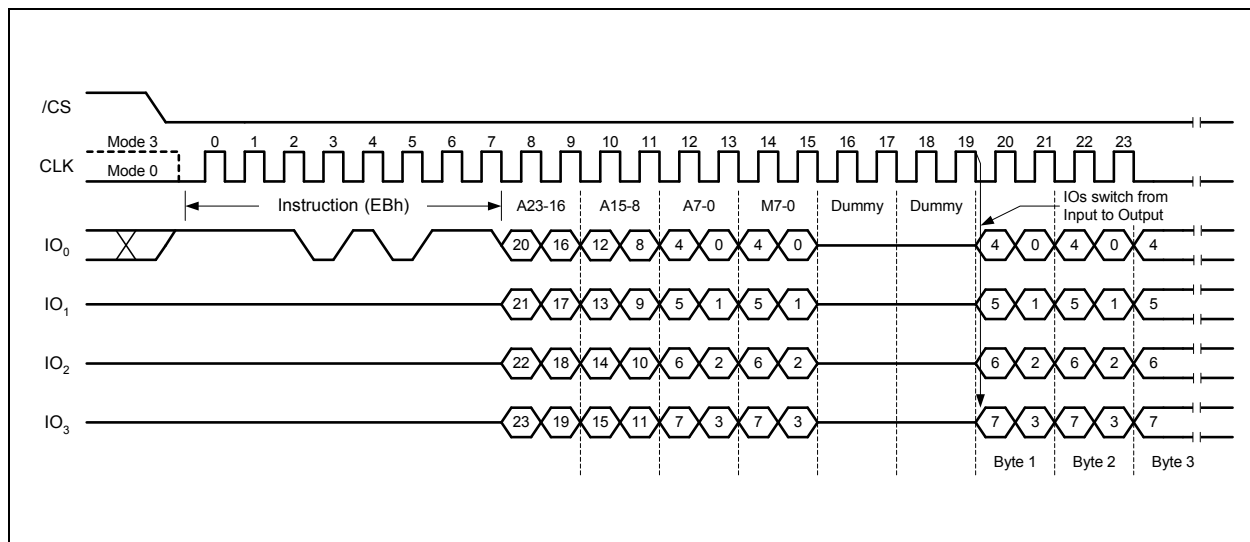 /CS
Mode 3 0 1 2 3 4 5 6 7 8 9 10 11 12 13 14 15 16 17 18 19 20 21 22 23
CLK
Mode 0
Instruction (EBh) A23-16 A15-8 A7-0 M7-0 Dummy Dummy
IOs switch from
Input to Output
IO0 20 16 12 8 4 0 4 0 4 0 4 0 4
IO1 21 17 13 9 5 1 5 1 5 1 5 1 5
IO2 22 18 14 10 6 2 6 2 6 2 6 2 6
IO3 23 19 15 11 7 3 7 3 7 3 7 3 7
Byte 1 Byte 2 Byte 3